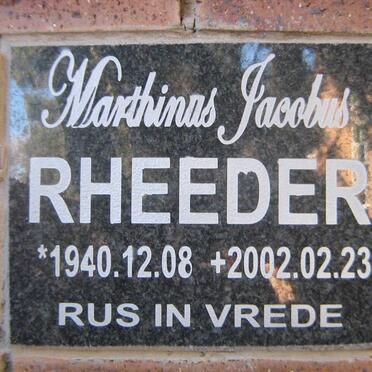 Marthinus Jacobus
RHEEDER
*1940.12.08 +2002.02.23
RUS IN VREDE